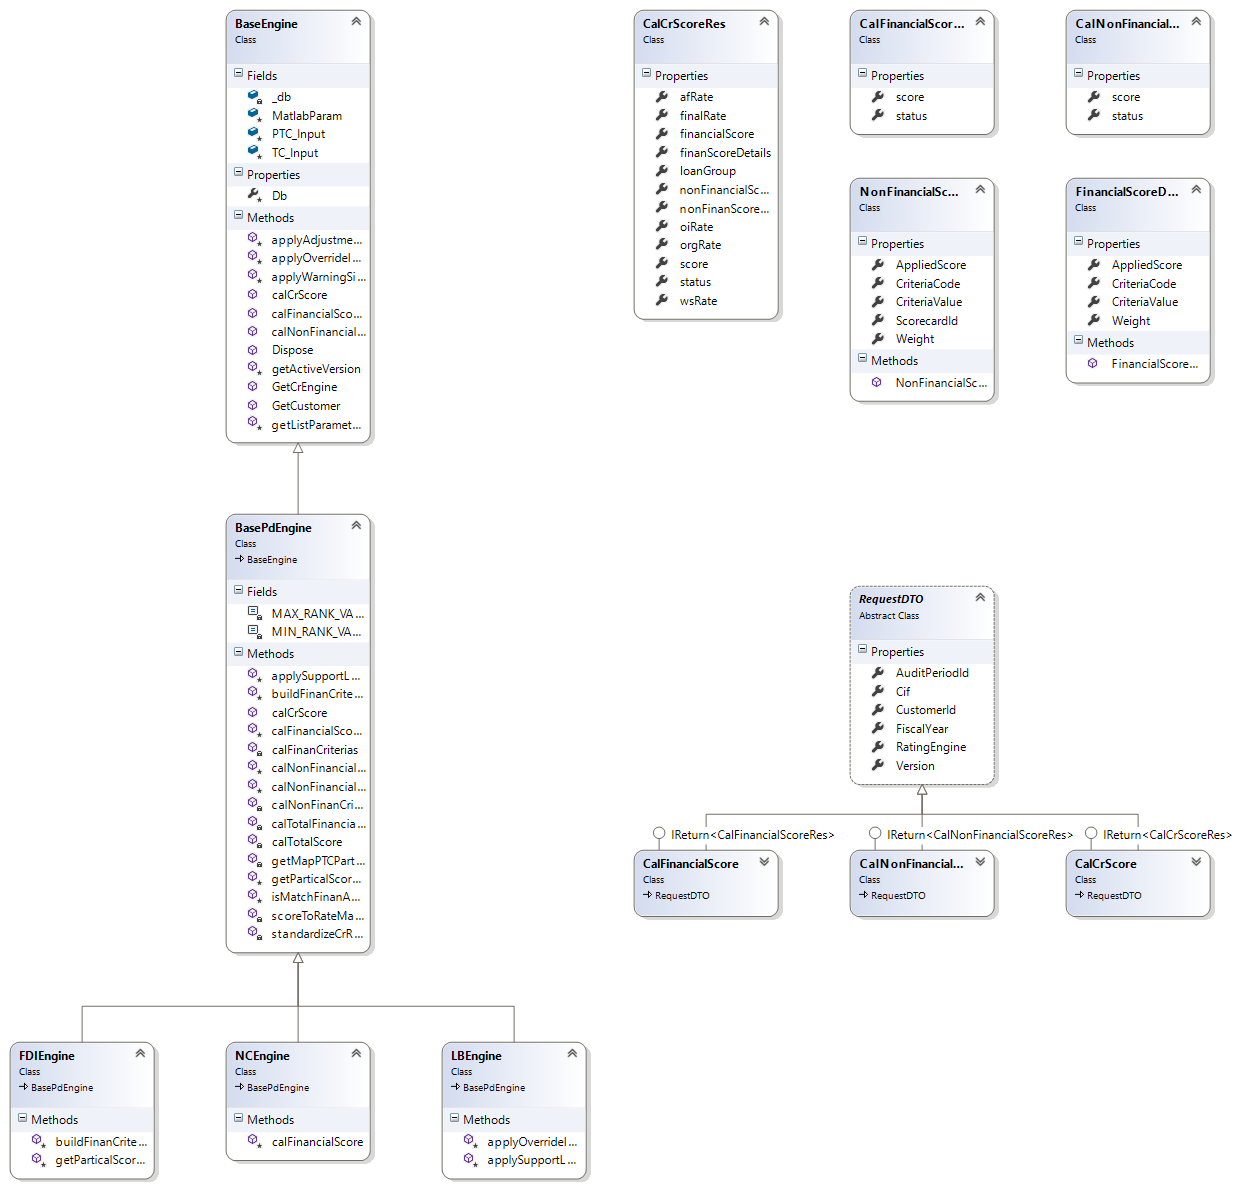 BaseEngine
Class
Fields
_db
MatlabParam
PTC_Input
TC_Input
Properties
Db
Methods
applyAdjustme...
applyOverrideI...
applyWarningSi...
calCrScore
calFinancialSco...
calNonFinancial...
Dispose
getActiveVersion
GetCrEngine
GetCustomer
getListParamet...
CalCrScoreRes
Class
Properties
afRate
finalRate
financialScore
finanScoreDetails
loanGroup
nonFinancialSc...
nonFinanScore...
oiRate
orgRate
score
status
wsRate
CalFinancialScor...
Class
Properties
score
status
CalNonFinancial...
Class
Properties
score
status
NonFinancialSc...
Class
Properties
AppliedScore
CriteriaCode
CriteriaValue
ScorecardId
Weight
Methods
NonFinancialSc...
FinancialScoreD...
Class
Properties
AppliedScore
CriteriaCode
CriteriaValue
Weight
Methods
FinancialScore...
BasePdEngine
Class
BaseEngine
Fields
MAX_RANK_VA...
MIN_RANK_VA...
Methods
applySupportL...
buildFinanCrite...
calCrScore
calFinancialSco...
calFinanCriterias
calNonFinancial...
calNonFinancial...
calNonFinanCri...
calTotalFinancia...
calTotalScore
getMapPTCPart...
getParticalScor...
isMatchFinanA...
scoreToRateMa...
standardizeCrR...
RequestDTO
Abstract Class
Properties
AuditPeriodId
Cif
CustomerId
FiscalYear
RatingEngine
Version
IReturn<CalFinancialScoreRes>
IReturn<CalNonFinancialScoreRes>
IReturn<CalCrScoreRes>
CalFinancialScore
Class
RequestDTO
CalNonFinancial...
Class
RequestDTO
CalCrScore
Class
RequestDTO
FDIEngine
Class
BasePdEngine
Methods
buildFinanCrite...
getParticalScor...
NCEngine
Class
BasePdEngine
Methods
calFinancialScore
LBEngine
Class
BasePdEngine
Methods
applyOverrideI...
applySupportL...